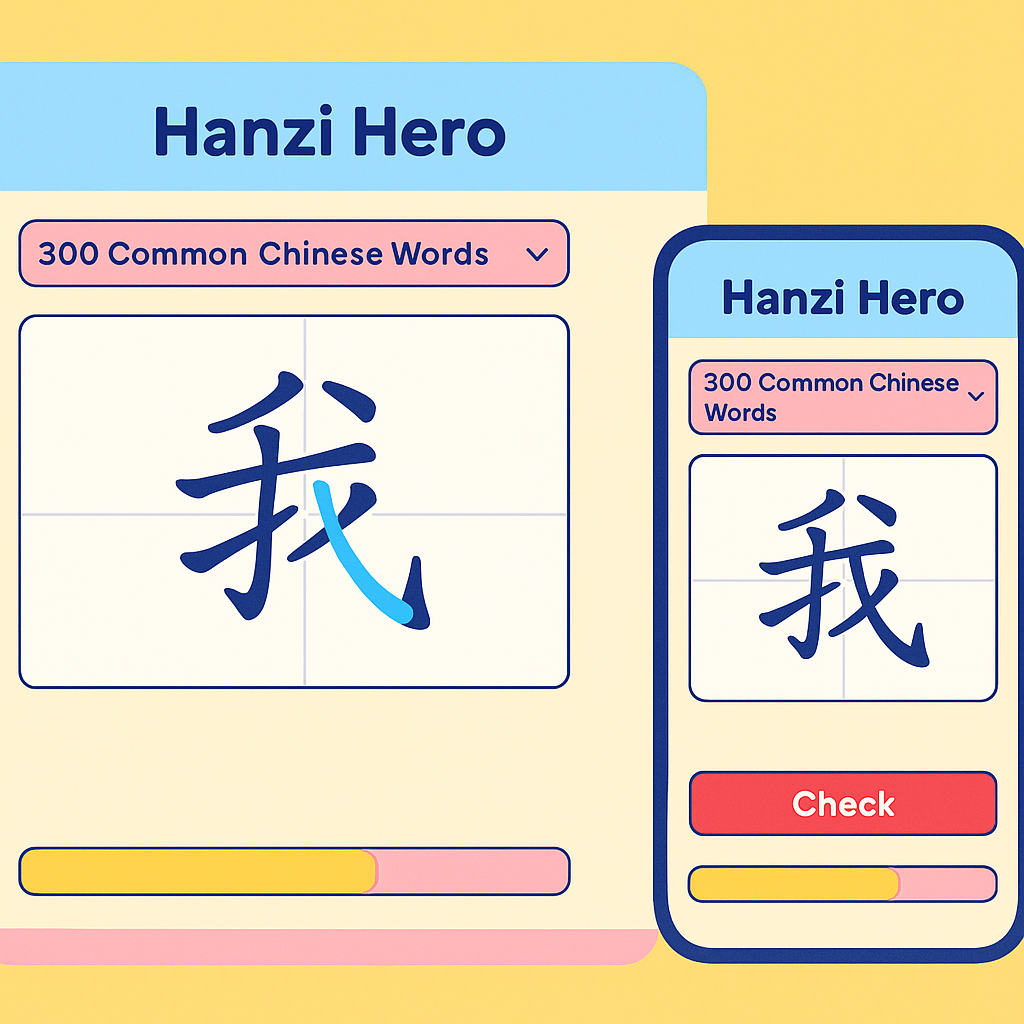 Hanzi Hero
300 Common Chinese Words
我
Hanzi Hero
300 Common Chinese
Words
我
Check